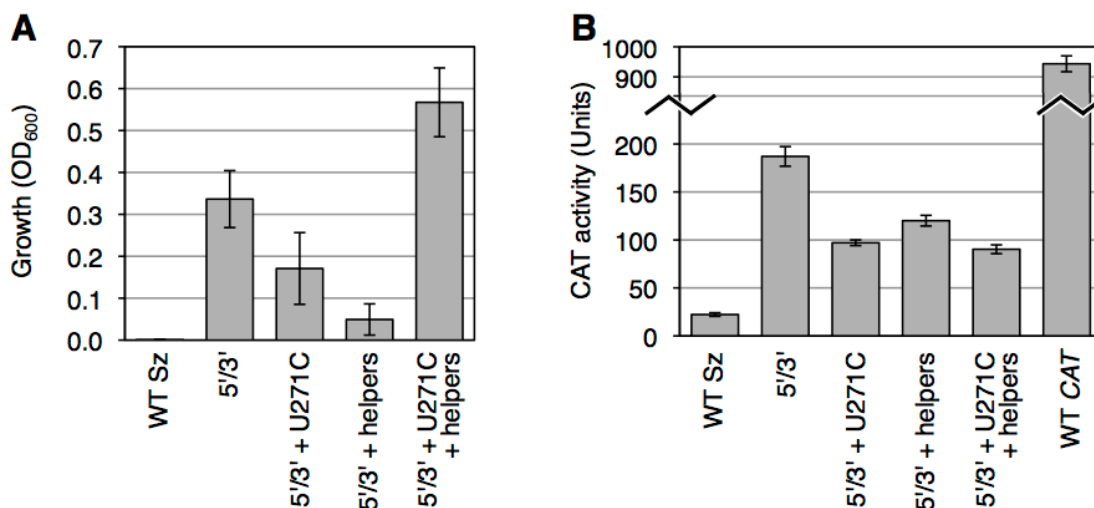 A
Growth (OD600)
0.7
0.6
0.5
0.4
0.3
0.2
0.1
0.0
WT Sz
5'/3'
5'/3' + U271C
5'/3' + helpers
5'/3' + U271C
+ helpers
B
CAT activity (Units)
1000
900
200
150
100
50
0
WT Sz
5'/3'
5'/3' + U271C
5'/3' + helpers
5'/3' + U271C
+ helpers
WT CAT